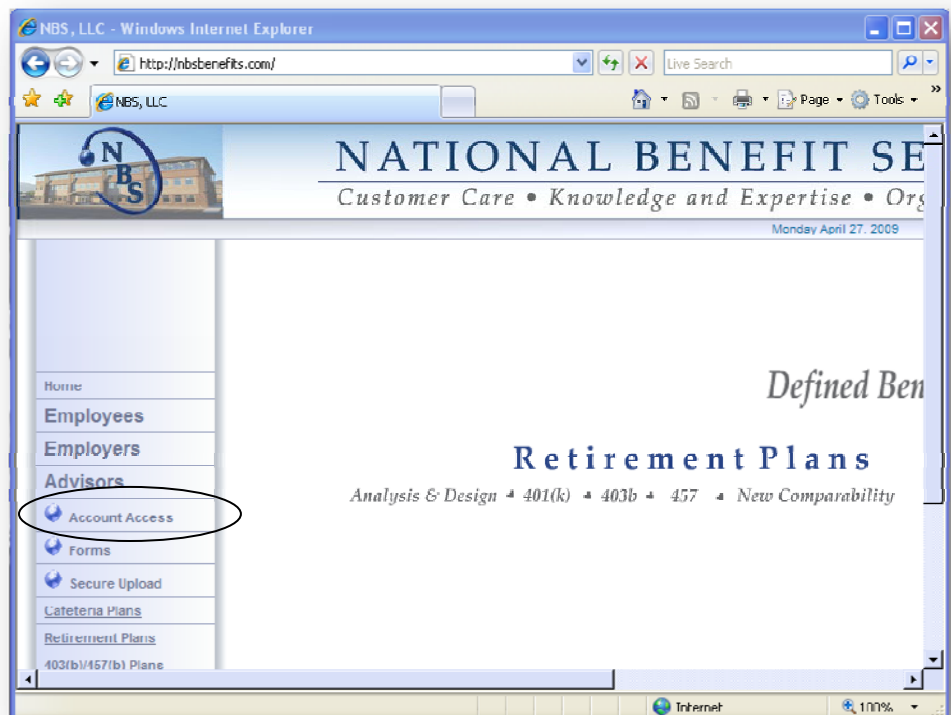 NBS, LLC - Windows Internet Explorer
http://nbsbenefits.com/
Live Search
NBS, LLC
Page
Tools
»
N
B
S
NATIONAL BENEFIT SE
Customer Care • Knowledge and Expertise • Org
Monday April 27, 2009
Home
Employees
Employers
Advisors
Account Access
Forms
Secure Upload
Cafeteria Plans
Retirement Plans
403(b)/457(b) Plans
Defined Ben
Retirement Plans
Analysis & Design 401(k) 403b 457 New Comparability
Internet
100%